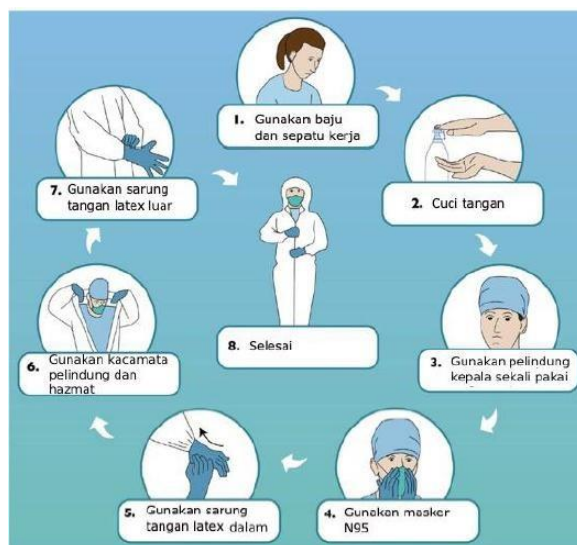 1. Gunakan baju
dan sepatu kerja
2. Cuci tangan
3. Gunakan pelindung
kepala sekali pakai
4. Gunakan masker
N95
5. Gunakan sarung
tangan latex dalam
6. Gunakan kacamata
pelindung dan
hazmat
7. Gunakan sarung
tangan latex luar
8. Selesai